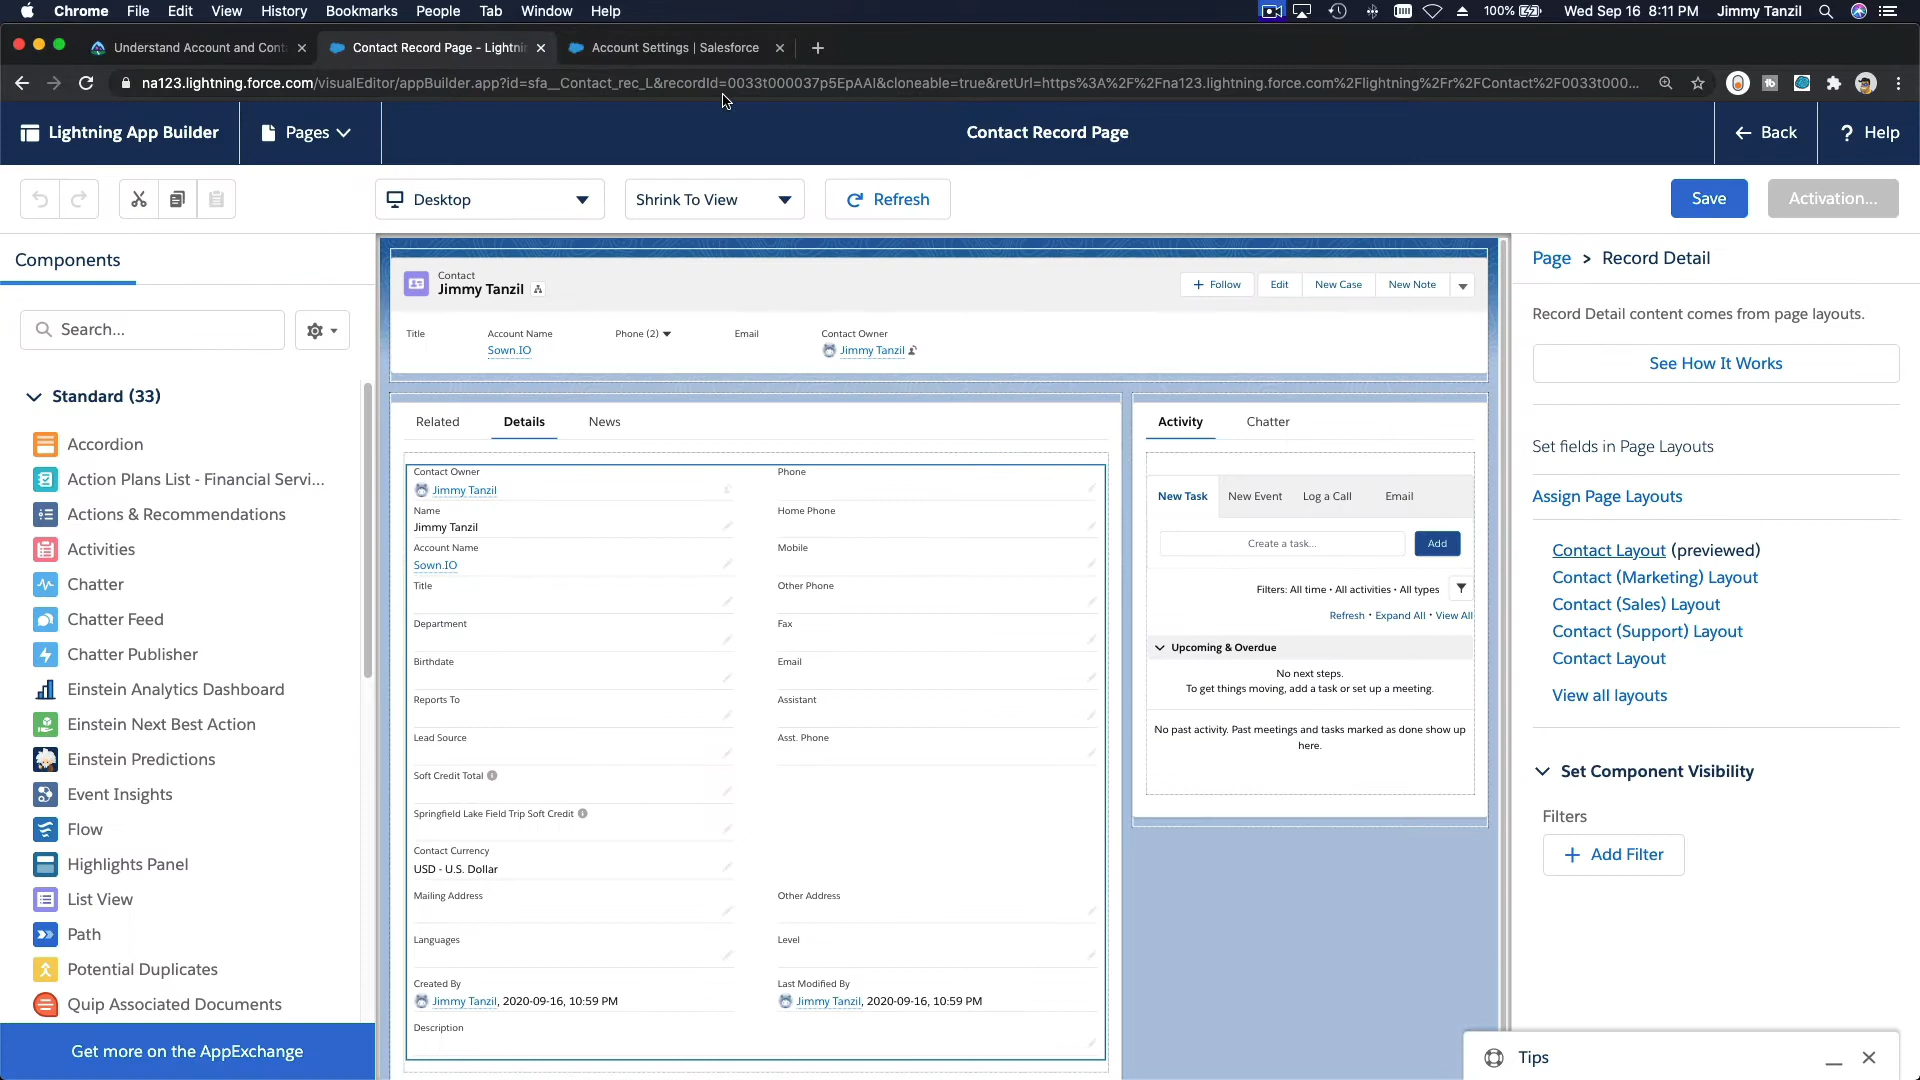 Chrome File Edit View History Bookmarks People Tab Window Help 100% Wed Sep 16 8:11 PM Jimmy Tanzil
Understand Account and Cont Contact Record Page - Lightni Account Settings | Salesforce
na123.lightning.force.com/visualEditor/appBuilder.app?id=sfa__Contact_rec_L&recordId=0033t000037p5EpAAI&cloneable=true&retUrl=https%3A%2F%2Fna123.lightning.force.com%2Flightning%2Fr%2FContact%2F0033t000...
Lightning App Builder Pages Contact Record Page Back ? Help
Desktop Shrink To View Refresh Save Activation...
Components
Search...
Standard (33)
Accordion
Action Plans List - Financial Servi...
Actions & Recommendations
Activities
Chatter
Chatter Feed
Chatter Publisher
Einstein Analytics Dashboard
Einstein Next Best Action
Einstein Predictions
Event Insights
Flow
Highlights Panel
List View
Path
Potential Duplicates
Quip Associated Documents
Get more on the AppExchange
Contact
Jimmy Tanzil
+ Follow Edit New Case New Note
Title Account Name Phone (2) Email Contact Owner
Sown.IO Jimmy Tanzil
Related Details News
Contact Owner Phone
Jimmy Tanzil
Name Home Phone
Jimmy Tanzil
Account Name Mobile
Sown.IO
Title Other Phone
Department Fax
Birthdate Email
Reports To Assistant
Lead Source Asst. Phone
Soft Credit Total
Springfield Lake Field Trip Soft Credit
Contact Currency
USD - U.S. Dollar
Mailing Address Other Address
Languages Level
Created By Last Modified By
Jimmy Tanzil, 2020-09-16, 10:59 PM Jimmy Tanzil, 2020-09-16, 10:59 PM
Description
Activity Chatter
New Task New Event Log a Call Email
Create a task... Add
Filters: All time • All activities • All types
Refresh • Expand All • View All
Upcoming & Overdue
No next steps.
To get things moving, add a task or set up a meeting.
No past activity. Past meetings and tasks marked as done show up
here.
Page > Record Detail
Record Detail content comes from page layouts.
See How It Works
Set fields in Page Layouts
Assign Page Layouts
Contact Layout (previewed)
Contact (Marketing) Layout
Contact (Sales) Layout
Contact (Support) Layout
Contact Layout
View all layouts
Set Component Visibility
Filters
+ Add Filter
Tips